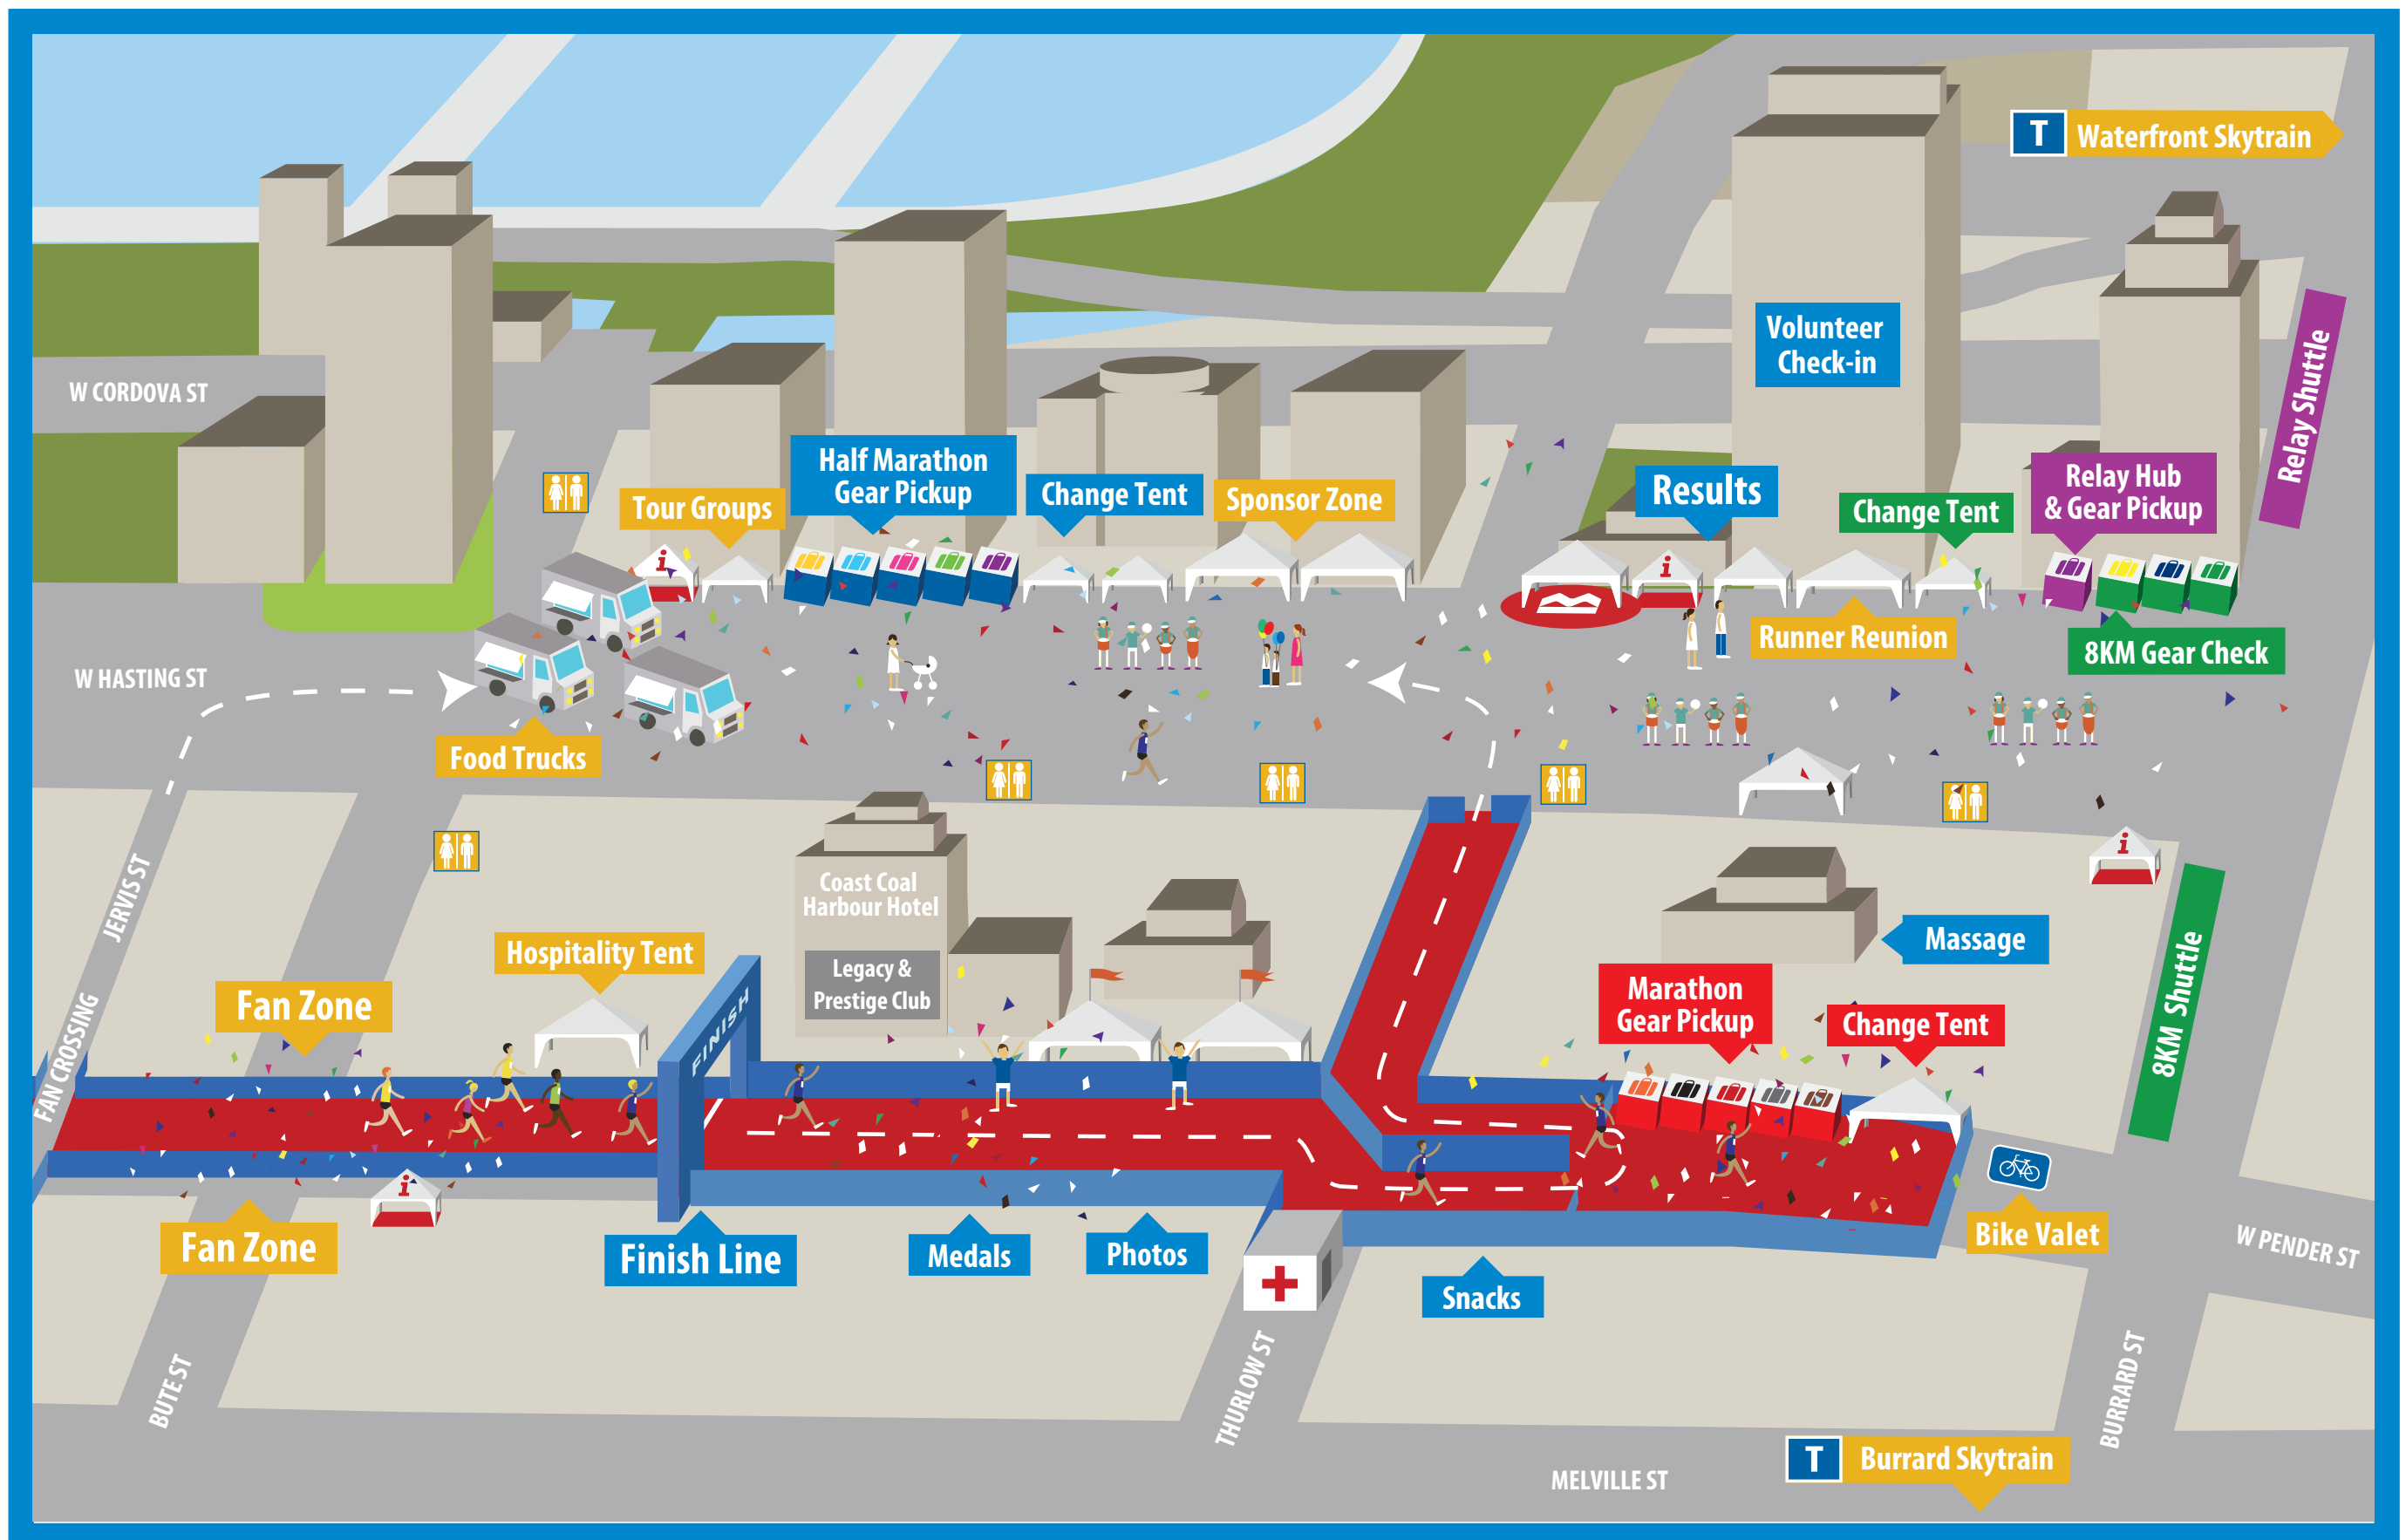 T Waterfront Skytrain
Volunteer
Check-in
Relay Shuttle
W CORDOVA ST
Half Marathon
Gear Pickup
Tour Groups
Change Tent
Sponsor Zone
Results
Change Tent
Relay Hub
& Gear Pickup
i
i
Runner Reunion
8KM Gear Check
W HASTING ST
Food Trucks
JERVIS ST
Coast Coal
Harbour Hotel
i
Hospitality Tent
Legacy &
Prestige Club
Massage
8KM Shuttle
Fan Zone
FAN CROSSING
FINISH
Marathon
Gear Pickup
Change Tent
i
Fan Zone
Finish Line
Medals
Photos
Snacks
Bike Valet
W PENDER ST
BUTE ST
THURLOW ST
BURRARD ST
T Burrard Skytrain
MELVILLE ST